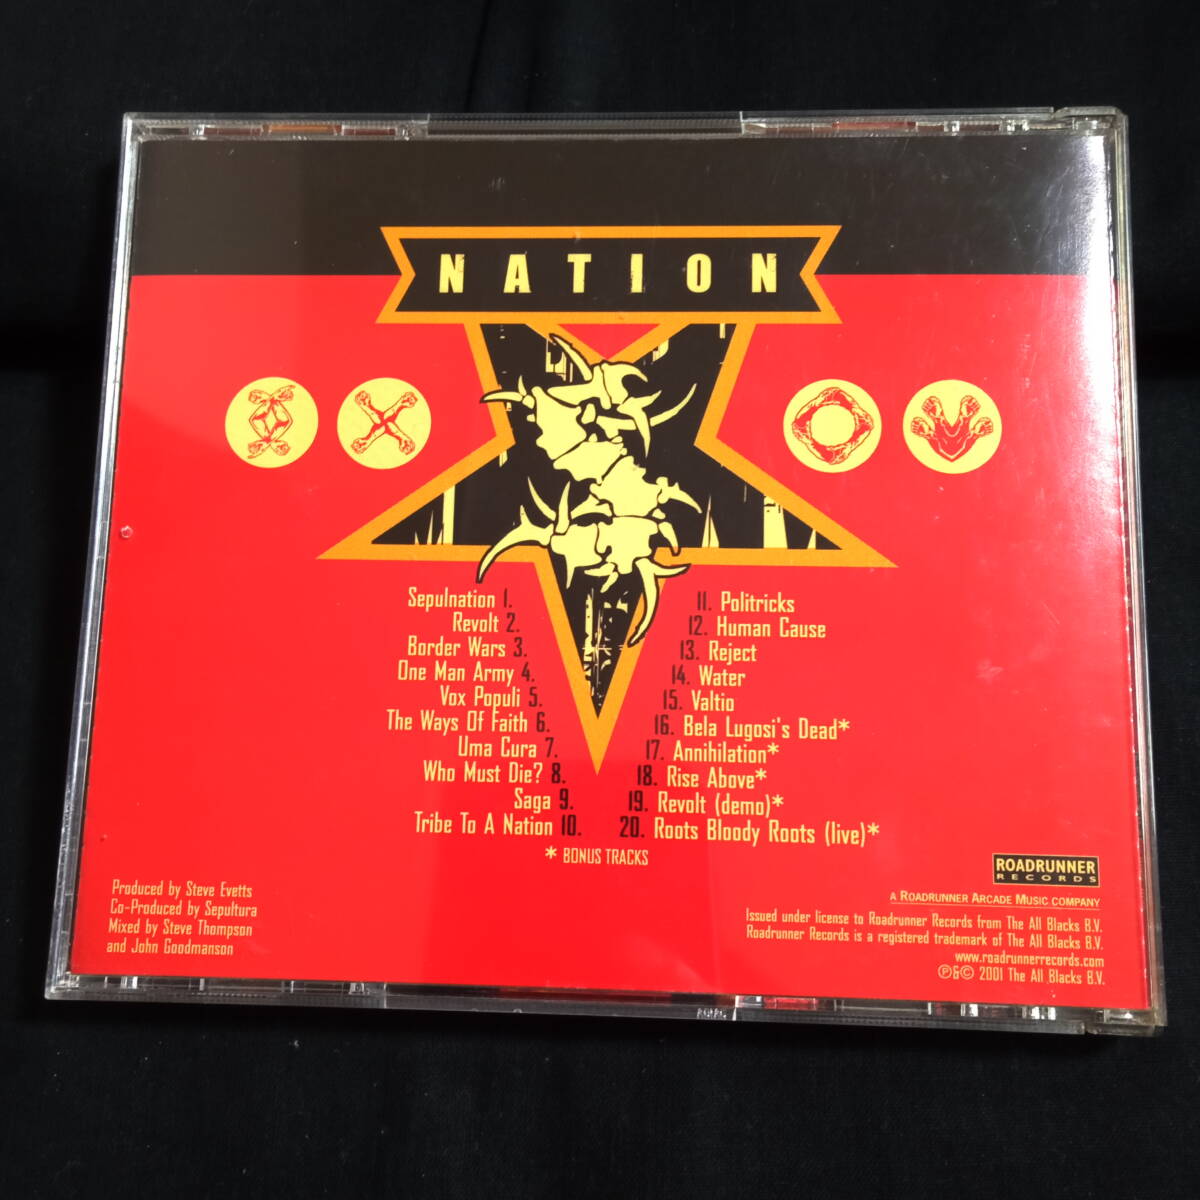 NATION
Sepulnation 1.
Revolt 2.
Border Wars 3.
One Man Army 4.
Vox Populi 5.
The Ways Of Faith 6.
Uma Cura 7.
Who Must Die? 8.
Saga 9.
Tribe To A Nation 10.
11. Politricks
12. Human Cause
13. Reject
14. Water
15. Valtio
16. Bela Lugosi's Dead*
17. Annihilation*
18. Rise Above*
19. Revolt (demo)*
20. Roots Bloody Roots (live)*
* BONUS TRACKS
Produced by Steve Evetts
Co-Produced by Sepultura
Mixed by Steve Thompson
and John Goodmanson
ROADRUNNER
RECORDS
A ROADRUNNER ARCADE MUSIC COMPANY
Issued under license to Roadrunner Records from The All Blacks B.V.
Roadrunner Records is a registered trademark of The All Blacks B.V.
www.roadrunnerrecords.com
℗&© 2001 The All Blacks B.V.